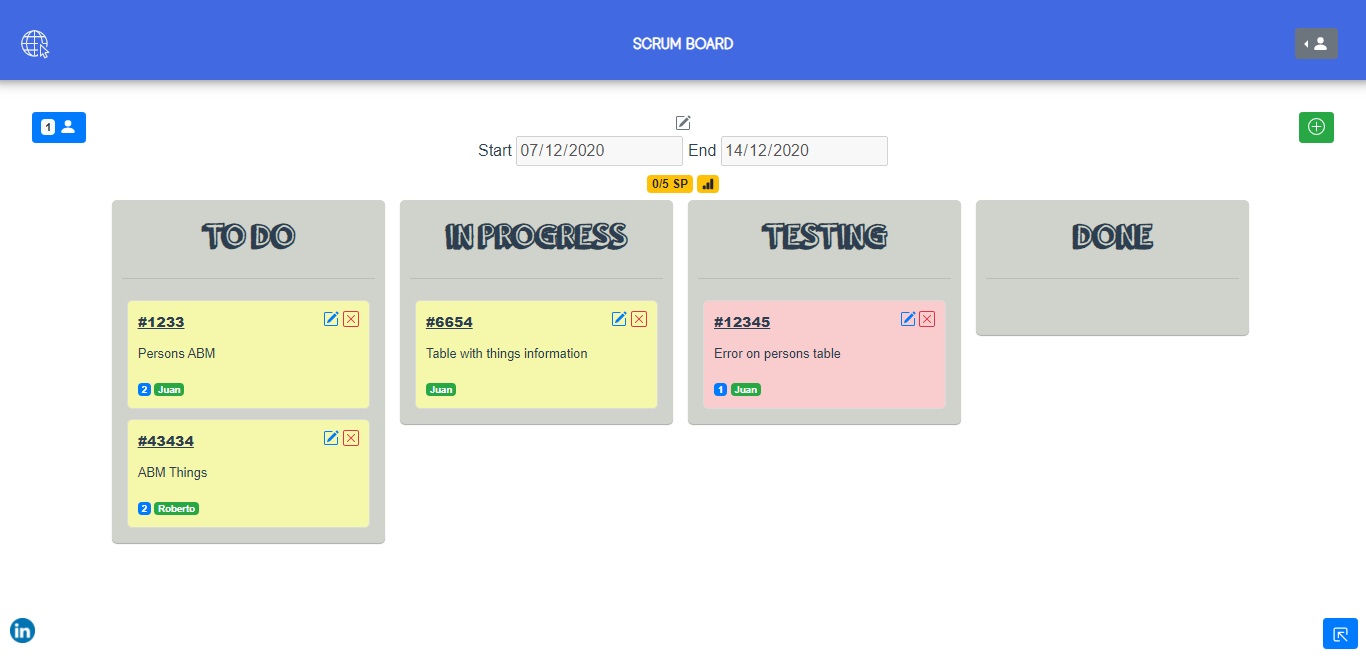 SCRUM BOARD
1
Start 07/12/2020 End 14/12/2020
0/5 SP
TO DO
#1233
Persons ABM
2 Juan
#43434
ABM Things
2 Roberto
IN PROGRESS
#6654
Table with things information
Juan
TESTING
#12345
Error on persons table
1 Juan
DONE
in